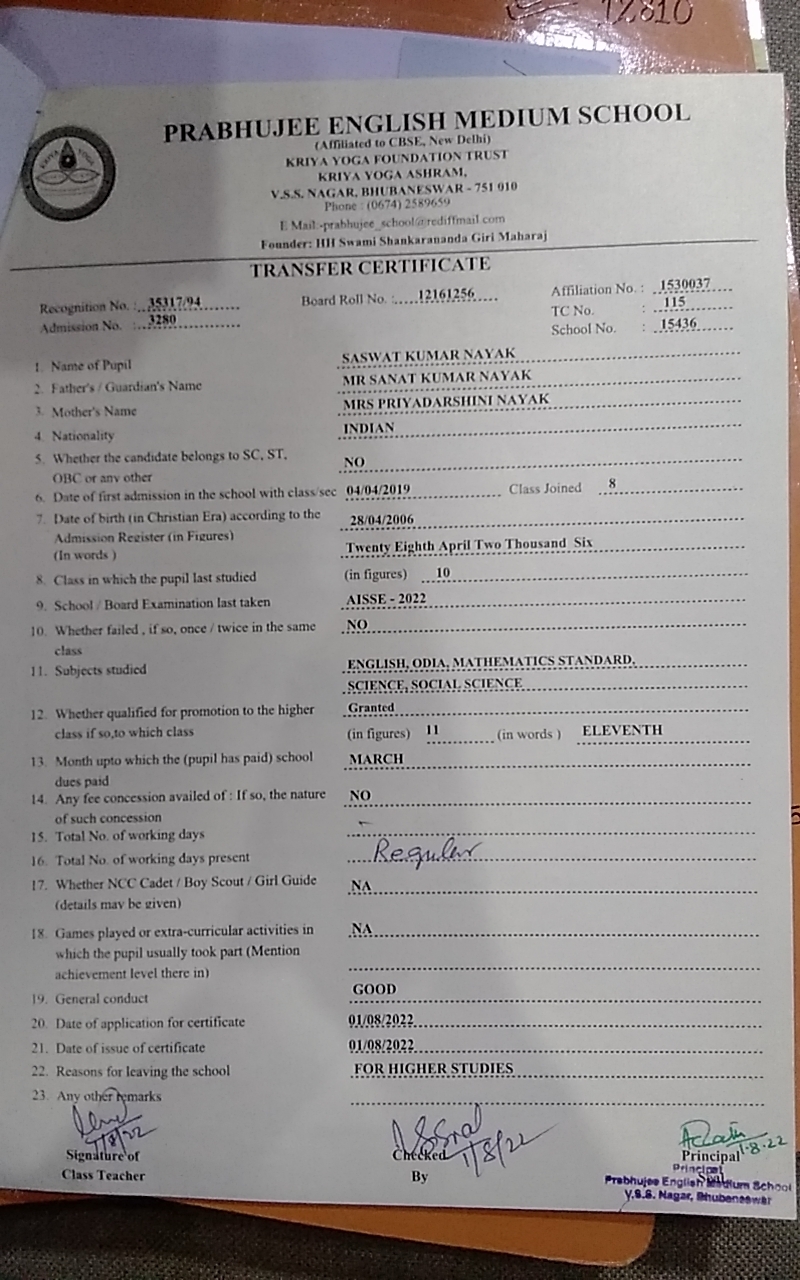 72810
PRABHUJEE ENGLISH MEDIUM SCHOOL
(Affiliated to CBSE, New Delhi)
KRIYA YOGA FOUNDATION TRUST
KRIYA YOGA ASHRAM,
V.S.S. NAGAR, BHUBANESWAR - 751 010
Phone : (0674) 2589659
E Mail:-prabhujee_school@rediffmail.com
Founder: HH Swami Shankarananda Giri Maharaj
KRIYA YOGA
TRANSFER CERTIFICATE
Recognition No. : 35317/94 Board Roll No. : 12161256 Affiliation No. : 1530037
Admission No. : 3280 TC No. : 115
School No. : 15436
1. Name of Pupil SASWAT KUMAR NAYAK
2. Father's / Guardian's Name MR SANAT KUMAR NAYAK
3. Mother's Name MRS PRIYADARSHINI NAYAK
4. Nationality INDIAN
5. Whether the candidate belongs to SC, ST, NO
OBC or any other
6. Date of first admission in the school with class/sec 04/04/2019 Class Joined 8
7. Date of birth (in Christian Era) according to the 28/04/2006
Admission Register (in Figures)
(In words ) Twenty Eighth April Two Thousand Six
8. Class in which the pupil last studied (in figures) 10
9. School / Board Examination last taken AISSE - 2022
10. Whether failed , if so, once / twice in the same NO
class
11. Subjects studied ENGLISH, ODIA, MATHEMATICS STANDARD,
SCIENCE, SOCIAL SCIENCE
12. Whether qualified for promotion to the higher Granted
class if so,to which class (in figures) 11 (in words ) ELEVENTH
13. Month upto which the (pupil has paid) school MARCH
dues paid
14. Any fee concession availed of : If so, the nature NO
of such concession
15. Total No. of working days
16. Total No. of working days present Regular
17. Whether NCC Cadet / Boy Scout / Girl Guide NA
(details may be given)
18. Games played or extra-curricular activities in NA
which the pupil usually took part (Mention
achievement level there in)
19. General conduct GOOD
20. Date of application for certificate 01/08/2022
21. Date of issue of certificate 01/08/2022
22. Reasons for leaving the school FOR HIGHER STUDIES
23. Any other remarks
1/8/22 1/8/22 1.8.22
Signature of Checked Principal
Class Teacher By Seal
Principal
Prabhujee English Medium School
V.S.S. Nagar, Bhubaneswar